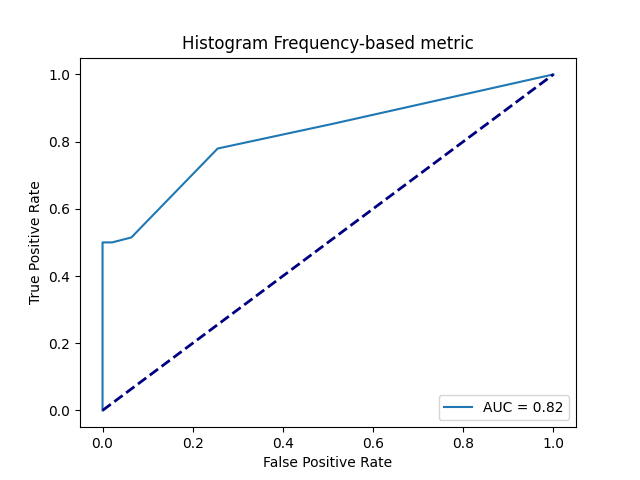 Histogram Frequency-based metric
1.0
0.8
0.6
0.4
0.2
0.0
True Positive Rate
AUC = 0.82
0.0 0.2 0.4 0.6 0.8 1.0
False Positive Rate